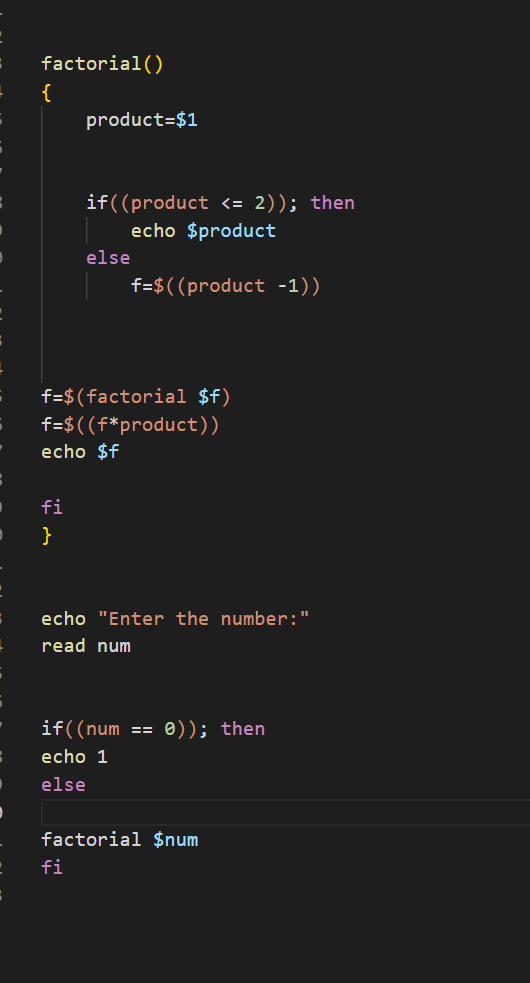 factorial()
{
    product=$1
    if((product <= 2)); then
        echo $product
    else
        f=$((product -1))
f=$(factorial $f)
f=$((f*product))
echo $f
fi
}
echo "Enter the number:"
read num
if((num == 0)); then
echo 1
else
factorial $num
fi